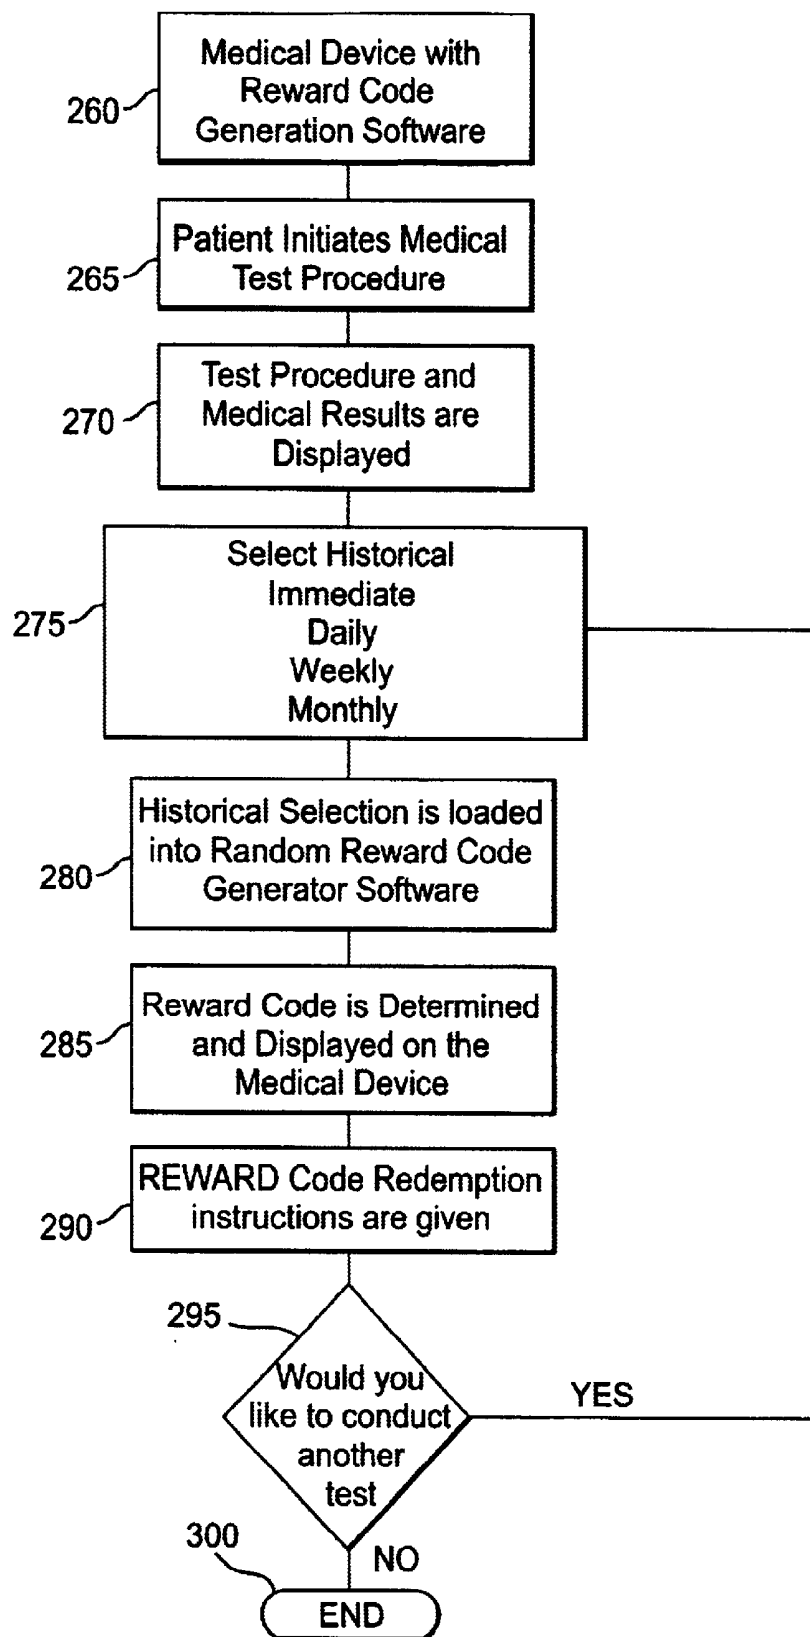 Medical Device with
Reward Code
Generation Software
260
Patient Initiates Medical
Test Procedure
265
Test Procedure and
Medical Results are
Displayed
270
Select Historical
Immediate
Daily
Weekly
Monthly
275
Historical Selection is loaded
into Random Reward Code
Generator Software
280
Reward Code is Determined
and Displayed on the
Medical Device
285
REWARD Code Redemption
instructions are given
290
295
Would you
like to conduct
another
test
YES
NO
300
END